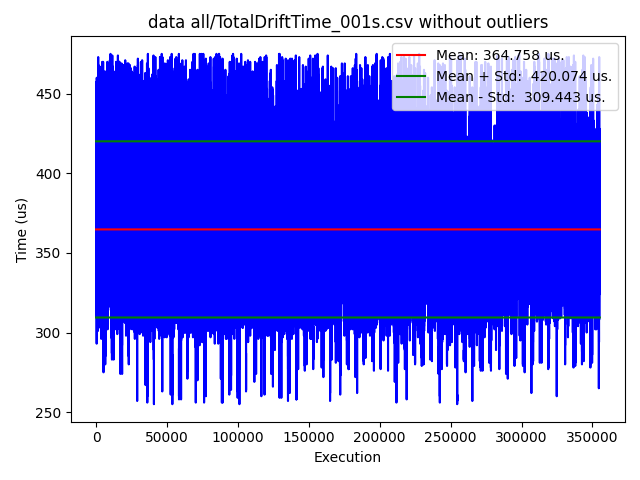 data all/TotalDriftTime_001s.csv without outliers
Mean: 364.758 us.
Mean + Std:  420.074 us.
Mean - Std:  309.443 us.
Time (us)
450
400
350
300
250
0 50000 100000 150000 200000 250000 300000 350000
Execution